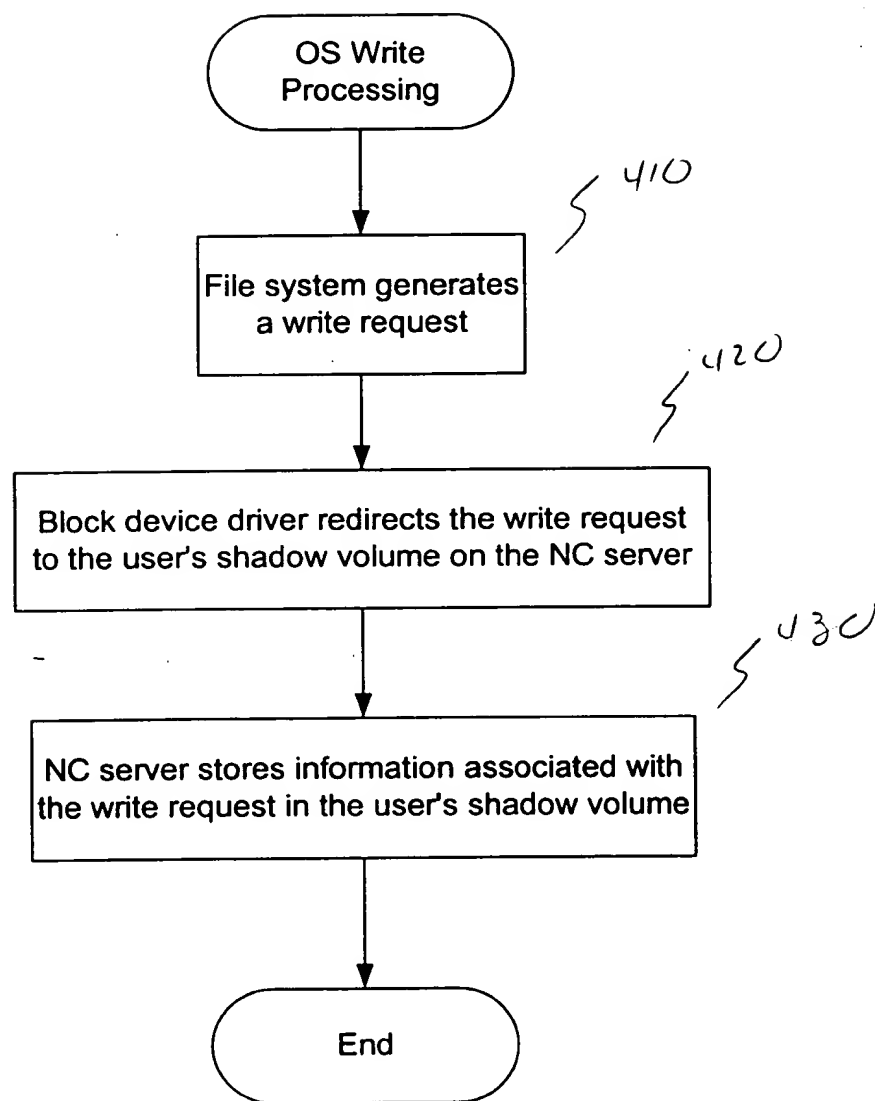 OS Write
Processing
410
File system generates
a write request
420
Block device driver redirects the write request
to the user's shadow volume on the NC server
430
NC server stores information associated with
the write request in the user's shadow volume
End